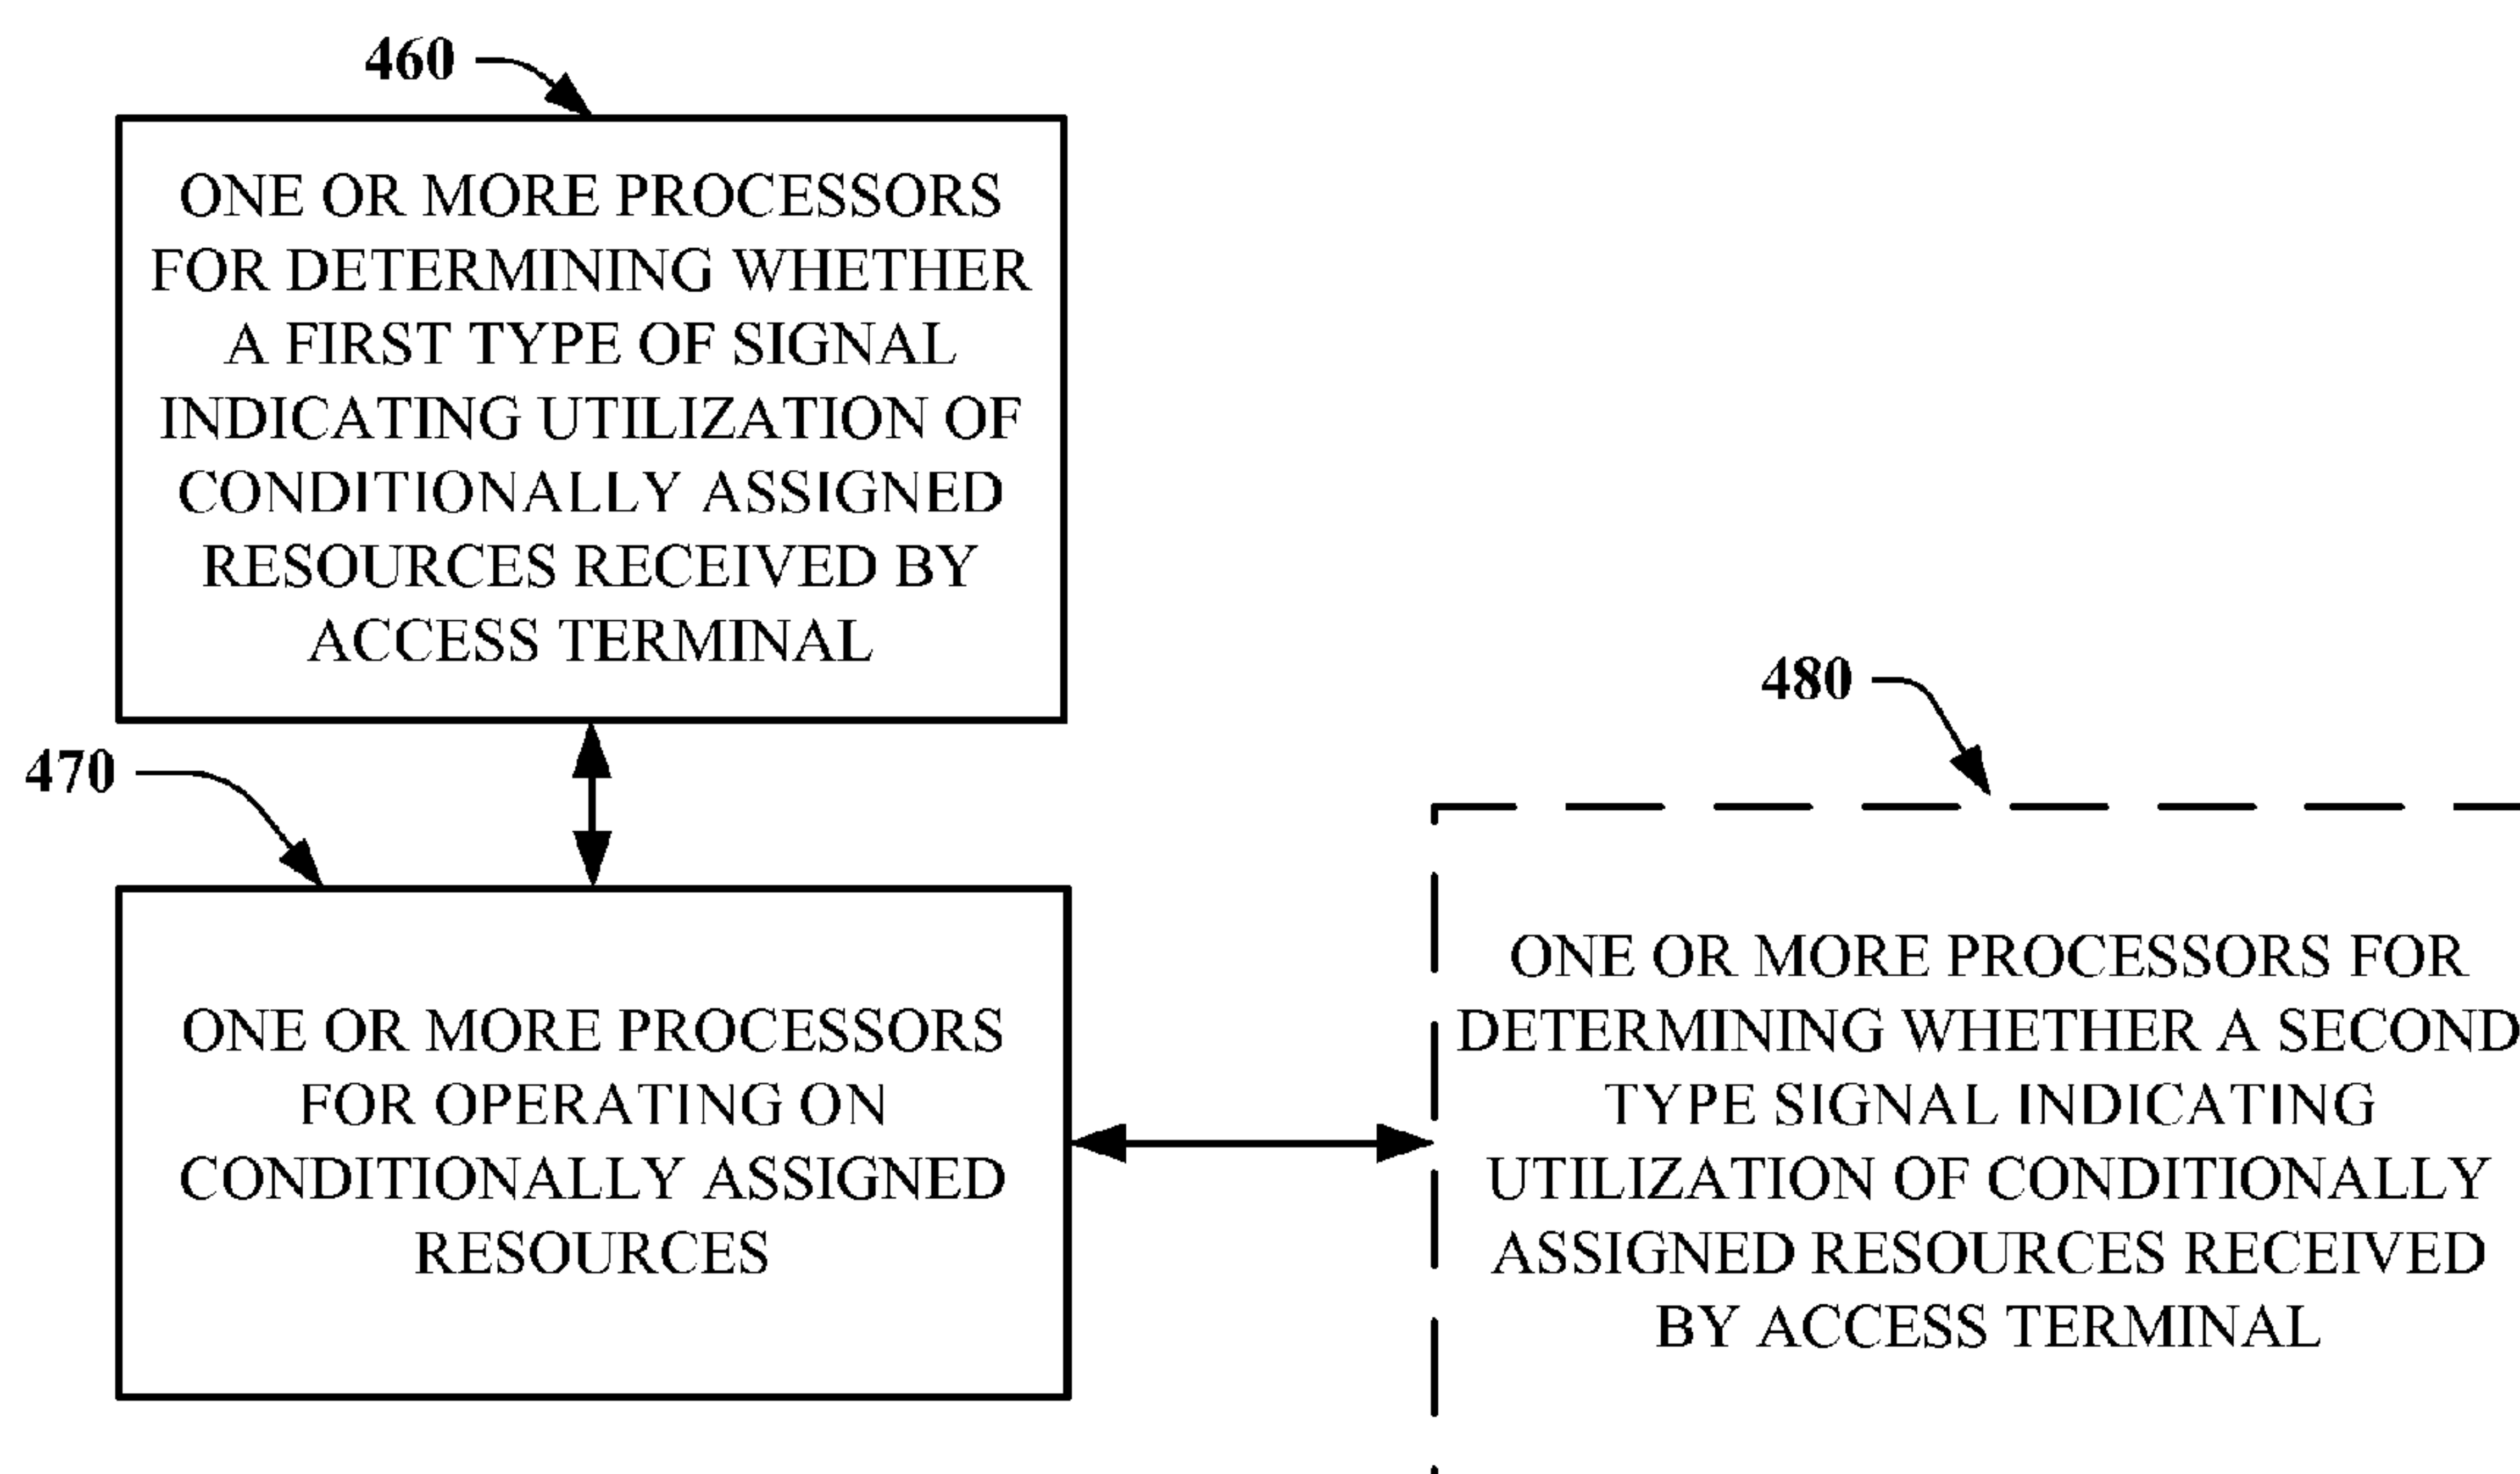 460
ONE OR MORE PROCESSORS
FOR DETERMINING WHETHER
A FIRST TYPE OF SIGNAL
INDICATING UTILIZATION OF
CONDITIONALLY ASSIGNED
RESOURCES RECEIVED BY
ACCESS TERMINAL
470
ONE OR MORE PROCESSORS
FOR OPERATING ON
CONDITIONALLY ASSIGNED
RESOURCES
480
ONE OR MORE PROCESSORS FOR
DETERMINING WHETHER A SECOND
TYPE SIGNAL INDICATING
UTILIZATION OF CONDITIONALLY
ASSIGNED RESOURCES RECEIVED
BY ACCESS TERMINAL